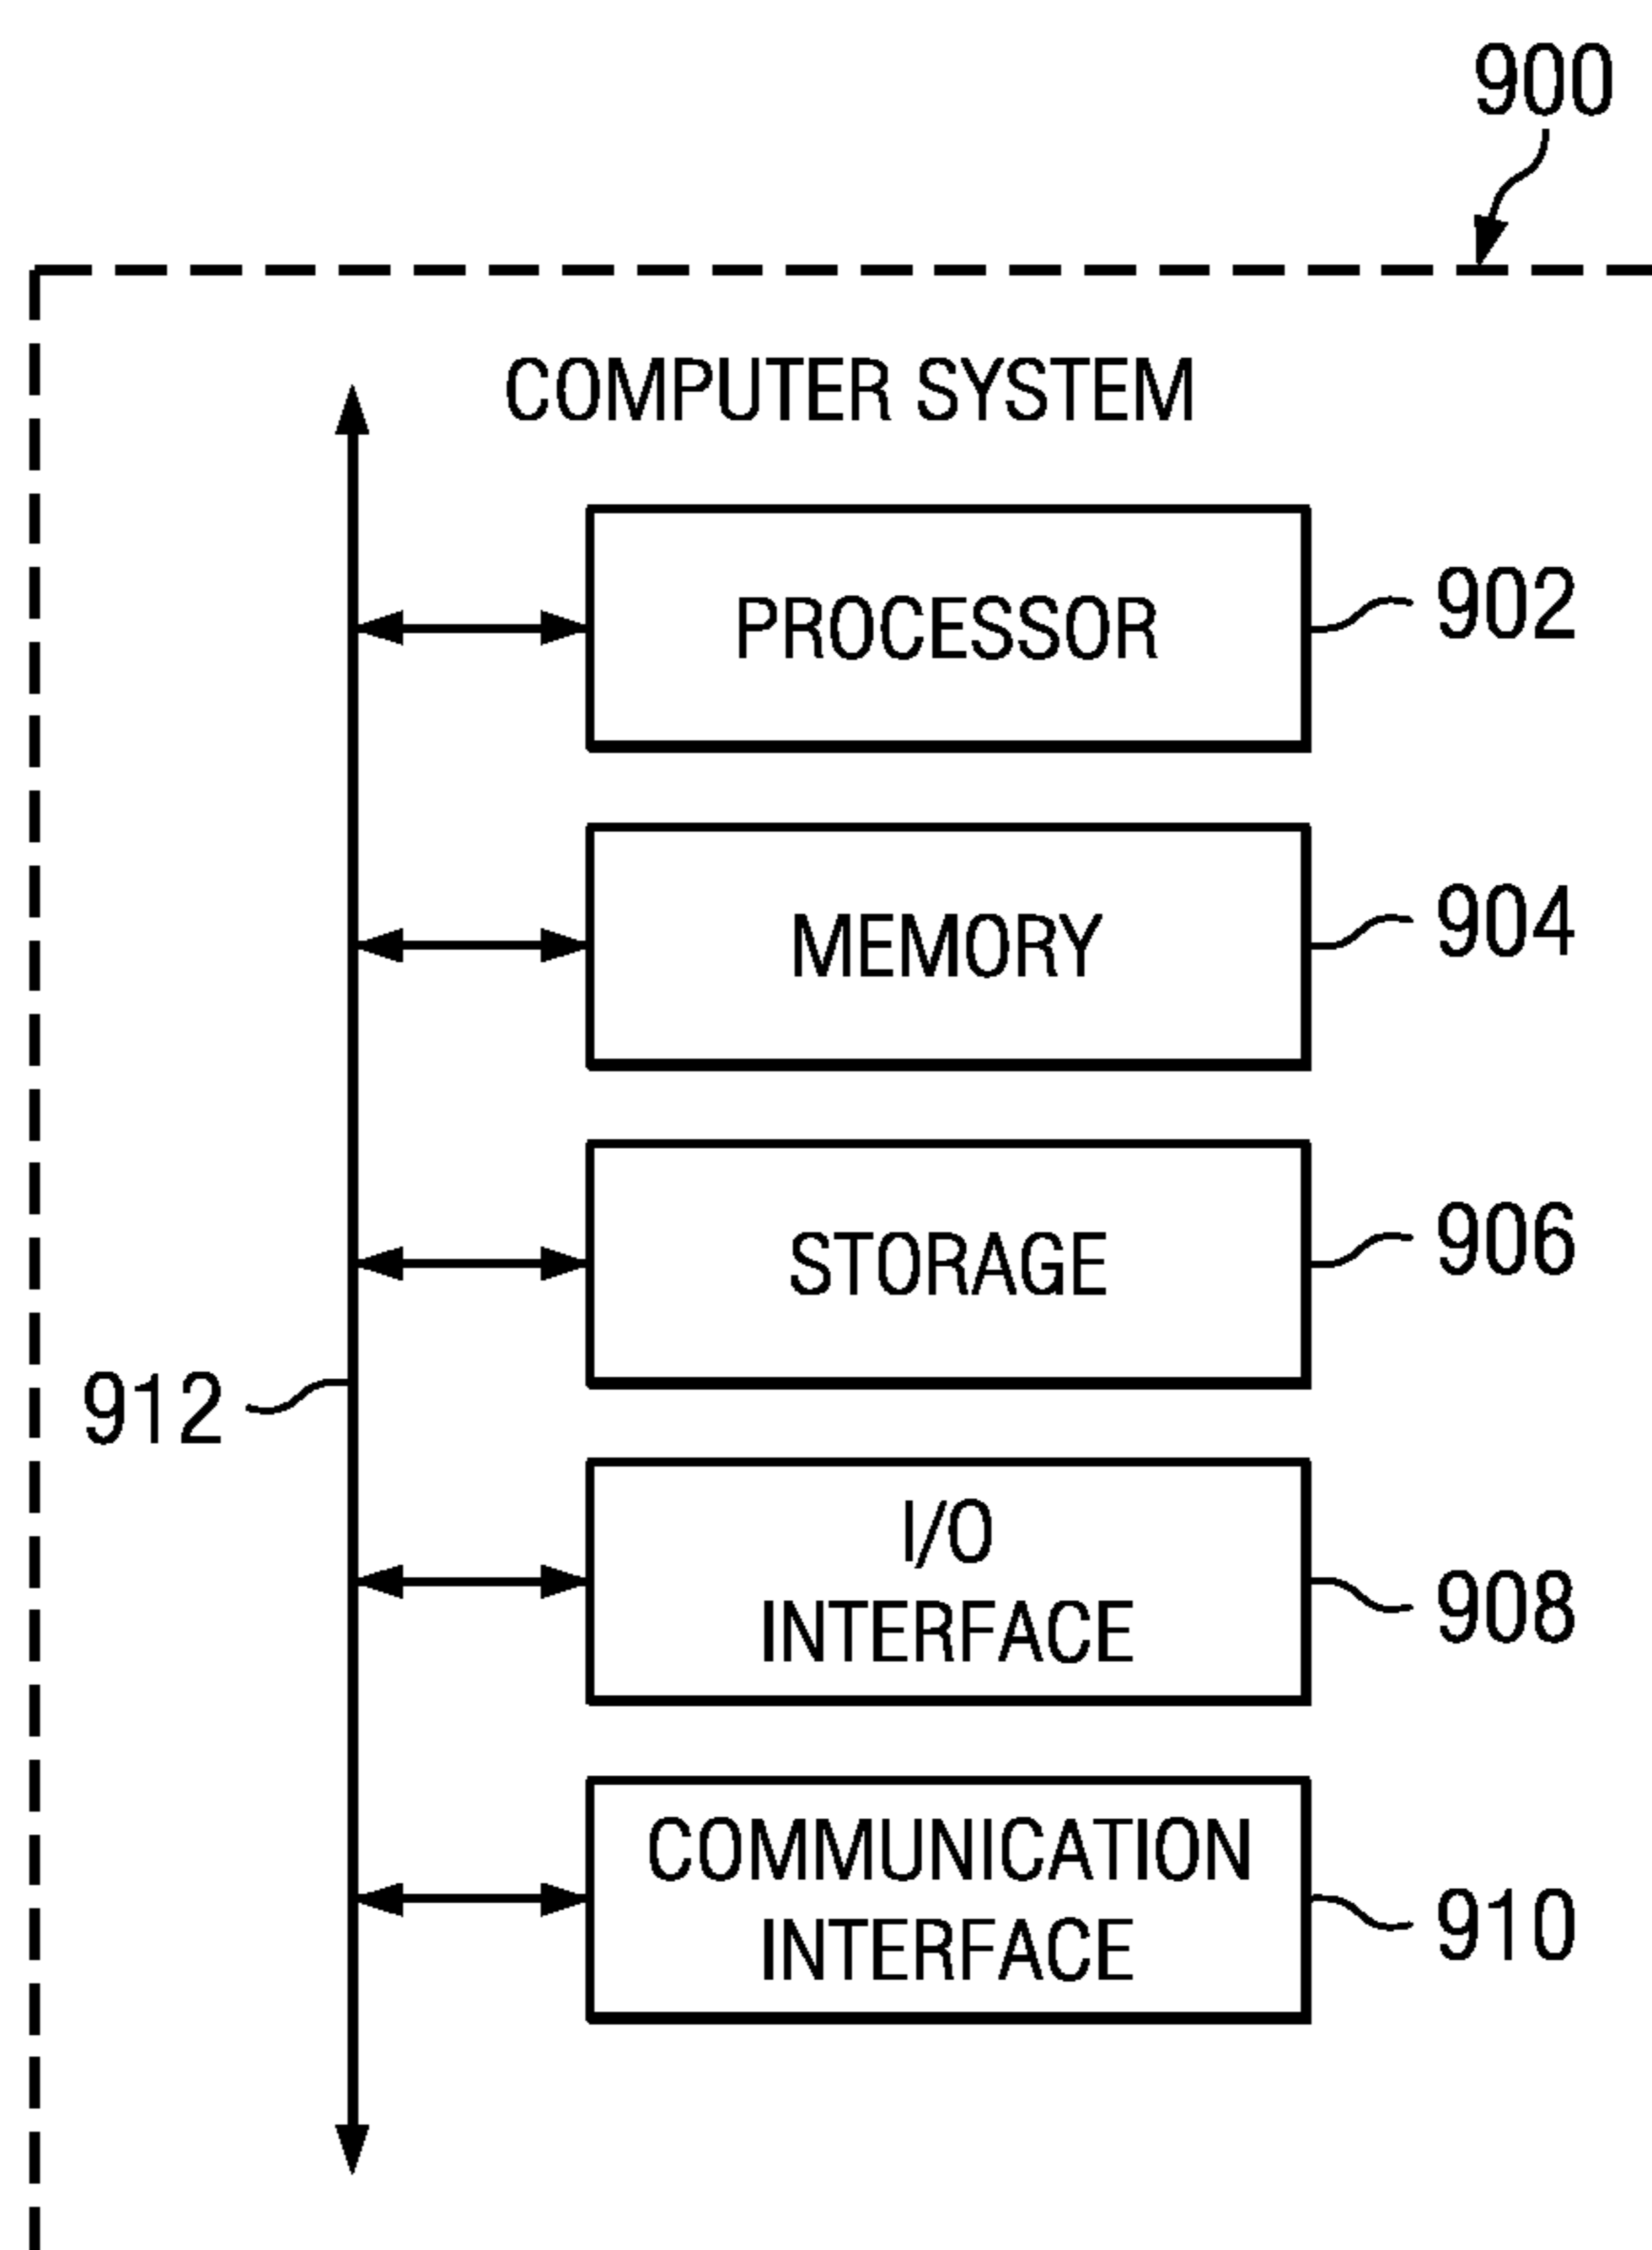 900
COMPUTER SYSTEM
PROCESSOR
902
MEMORY
904
STORAGE
906
912
I/O
INTERFACE
908
COMMUNICATION
INTERFACE
910